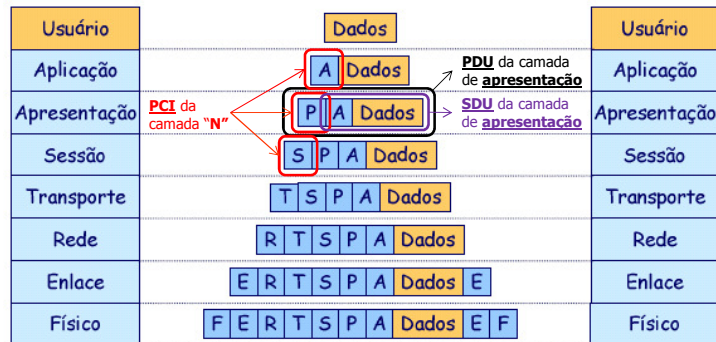 Usuário Dados Usuário
Aplicação A Dados PDU da camada de apresentação Aplicação
PCI da camada "N"
Apresentação P A Dados SDU da camada de apresentação Apresentação
Sessão S P A Dados Sessão
Transporte T S P A Dados Transporte
Rede R T S P A Dados Rede
Enlace E R T S P A Dados E Enlace
Físico F E R T S P A Dados E F Físico